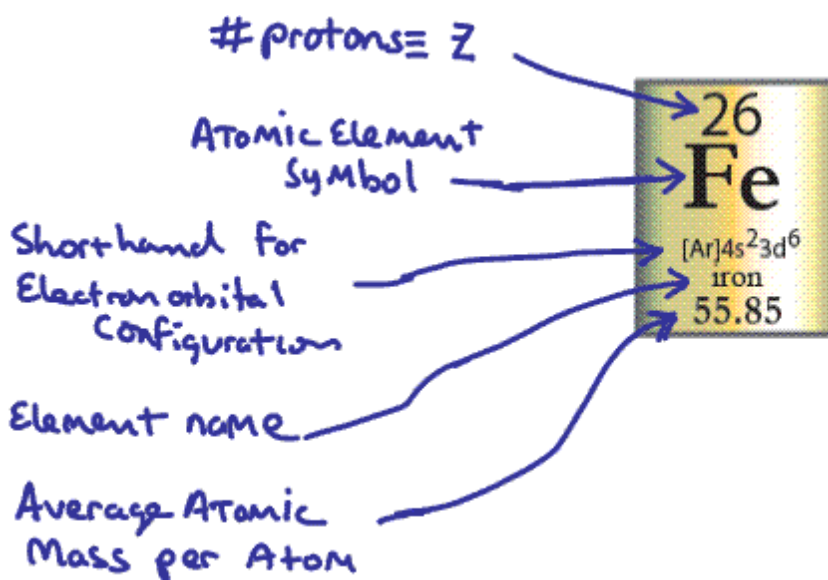 #protons≡ Z
26
Atomic Element
Symbol
Fe
Shorthand for
Electron orbital
Configuration
[Ar]4s²3d⁶
iron
55.85
Element name
Average Atomic
Mass per Atom